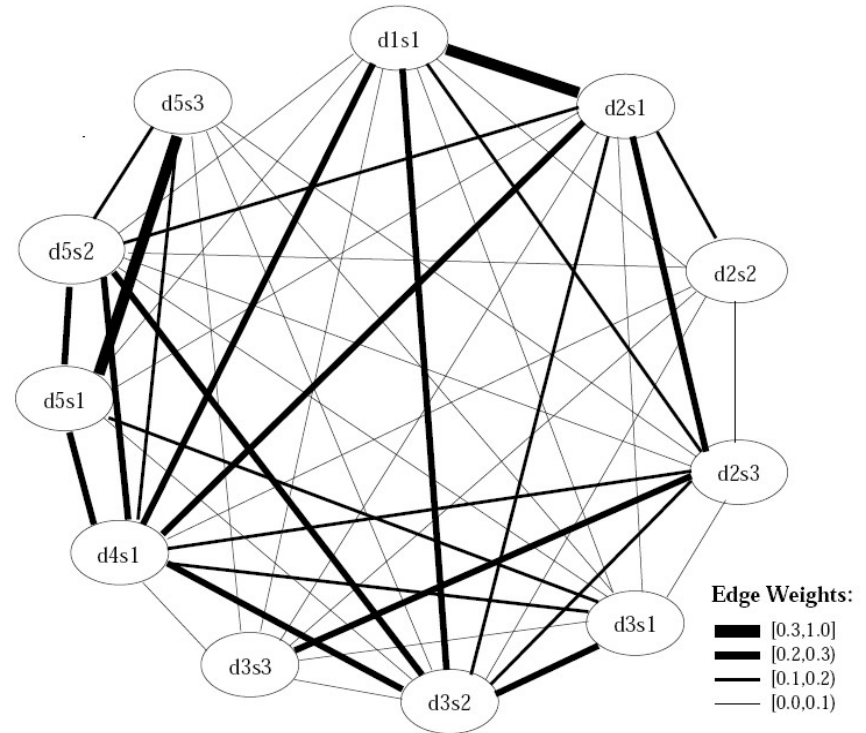 d1s1
d2s1
d5s3
d5s2
d2s2
d5s1
d2s3
d4s1
d3s1
d3s3
d3s2
Edge Weights:
[0.3,1.0]
[0.2,0.3)
[0.1,0.2)
[0.0,0.1)